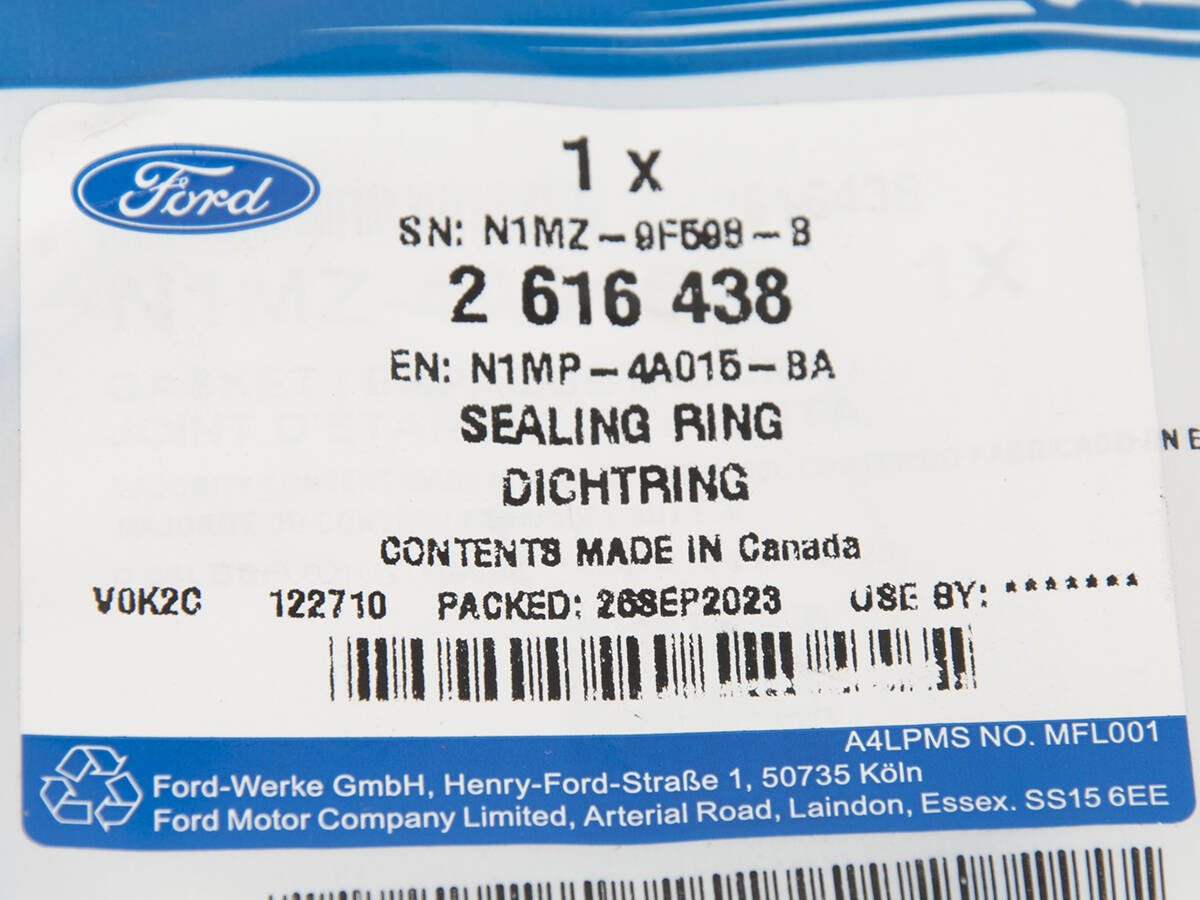 Ford
1 x
SN: N1MZ-9F598-B
2 616 438
EN: N1MP-4A015-BA
SEALING RING
DICHTRING
NE
CONTENTS MADE IN Canada
V0K2C 122710 PACKED: 26SEP2023 USE BY: *******
A4LPMS NO. MFL001
Ford-Werke GmbH, Henry-Ford-Straße 1, 50735 Köln
Ford Motor Company Limited, Arterial Road, Laindon, Essex. SS15 6EE